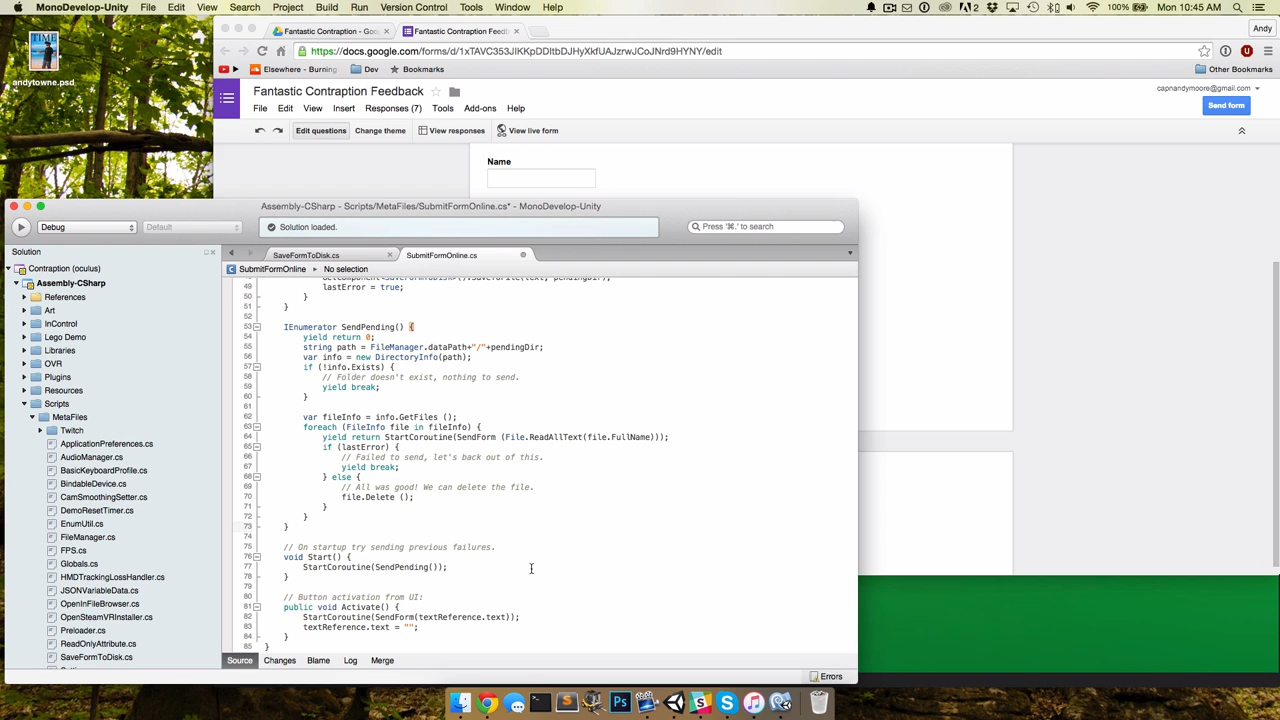 MonoDevelop-Unity File Edit View Search Project Build Run Version Control Tools Window Help
2 100% Mon 10:45 AM
Fantastic Contraption - Goo
Fantastic Contraption Feedb
Andy
https://docs.google.com/forms/d/1xTAVC353JIKKpDDItbDJHyXkfUAJzrwJCoJNrd9HYNY/edit
Elsewhere - Burning Dev Bookmarks Other Bookmarks
TIME
andytowne.psd
Fantastic Contraption Feedback
capnandymoore@gmail.com
File Edit View Insert Responses (7) Tools Add-ons Help
Send form
Edit questions Change theme View responses View live form
Name
Assembly-CSharp - Scripts/MetaFiles/SubmitFormOnline.cs* - MonoDevelop-Unity
Debug Default Solution loaded. Press '⌘.' to search
Solution
SaveFormToDisk.cs SubmitFormOnline.cs
SubmitFormOnline No selection
Contraption (oculus)
Assembly-CSharp
References
Art
InControl
Lego Demo
Libraries
OVR
Plugins
Resources
Scripts
MetaFiles
Twitch
ApplicationPreferences.cs
AudioManager.cs
BasicKeyboardProfile.cs
BindableDevice.cs
CamSmoothingSetter.cs
DemoResetTimer.cs
EnumUtil.cs
FileManager.cs
FPS.cs
Globals.cs
HMDTrackingLossHandler.cs
JSONVariableData.cs
OpenInFileBrowser.cs
OpenSteamVRInstaller.cs
Preloader.cs
ReadOnlyAttribute.cs
SaveFormToDisk.cs
49 lastError = true;
50 }
51 }
52
53 IEnumerator SendPending() {
54 yield return 0;
55 string path = FileManager.dataPath+"/"+pendingDir;
56 var info = new DirectoryInfo(path);
57 if (!info.Exists) {
58 // Folder doesn't exist, nothing to send.
59 yield break;
60 }
61
62 var fileInfo = info.GetFiles ();
63 foreach (FileInfo file in fileInfo) {
64 yield return StartCoroutine(SendForm (File.ReadAllText(file.FullName)));
65 if (lastError) {
66 // Failed to send, let's back out of this.
67 yield break;
68 } else {
69 // All was good! We can delete the file.
70 file.Delete ();
71 }
72 }
73 }
74
75 // On startup try sending previous failures.
76 void Start() {
77 StartCoroutine(SendPending());
78 }
79
80 // Button activation from UI:
81 public void Activate() {
82 StartCoroutine(SendForm(textReference.text));
83 textReference.text = "";
84 }
85 }
Source Changes Blame Log Merge
Errors